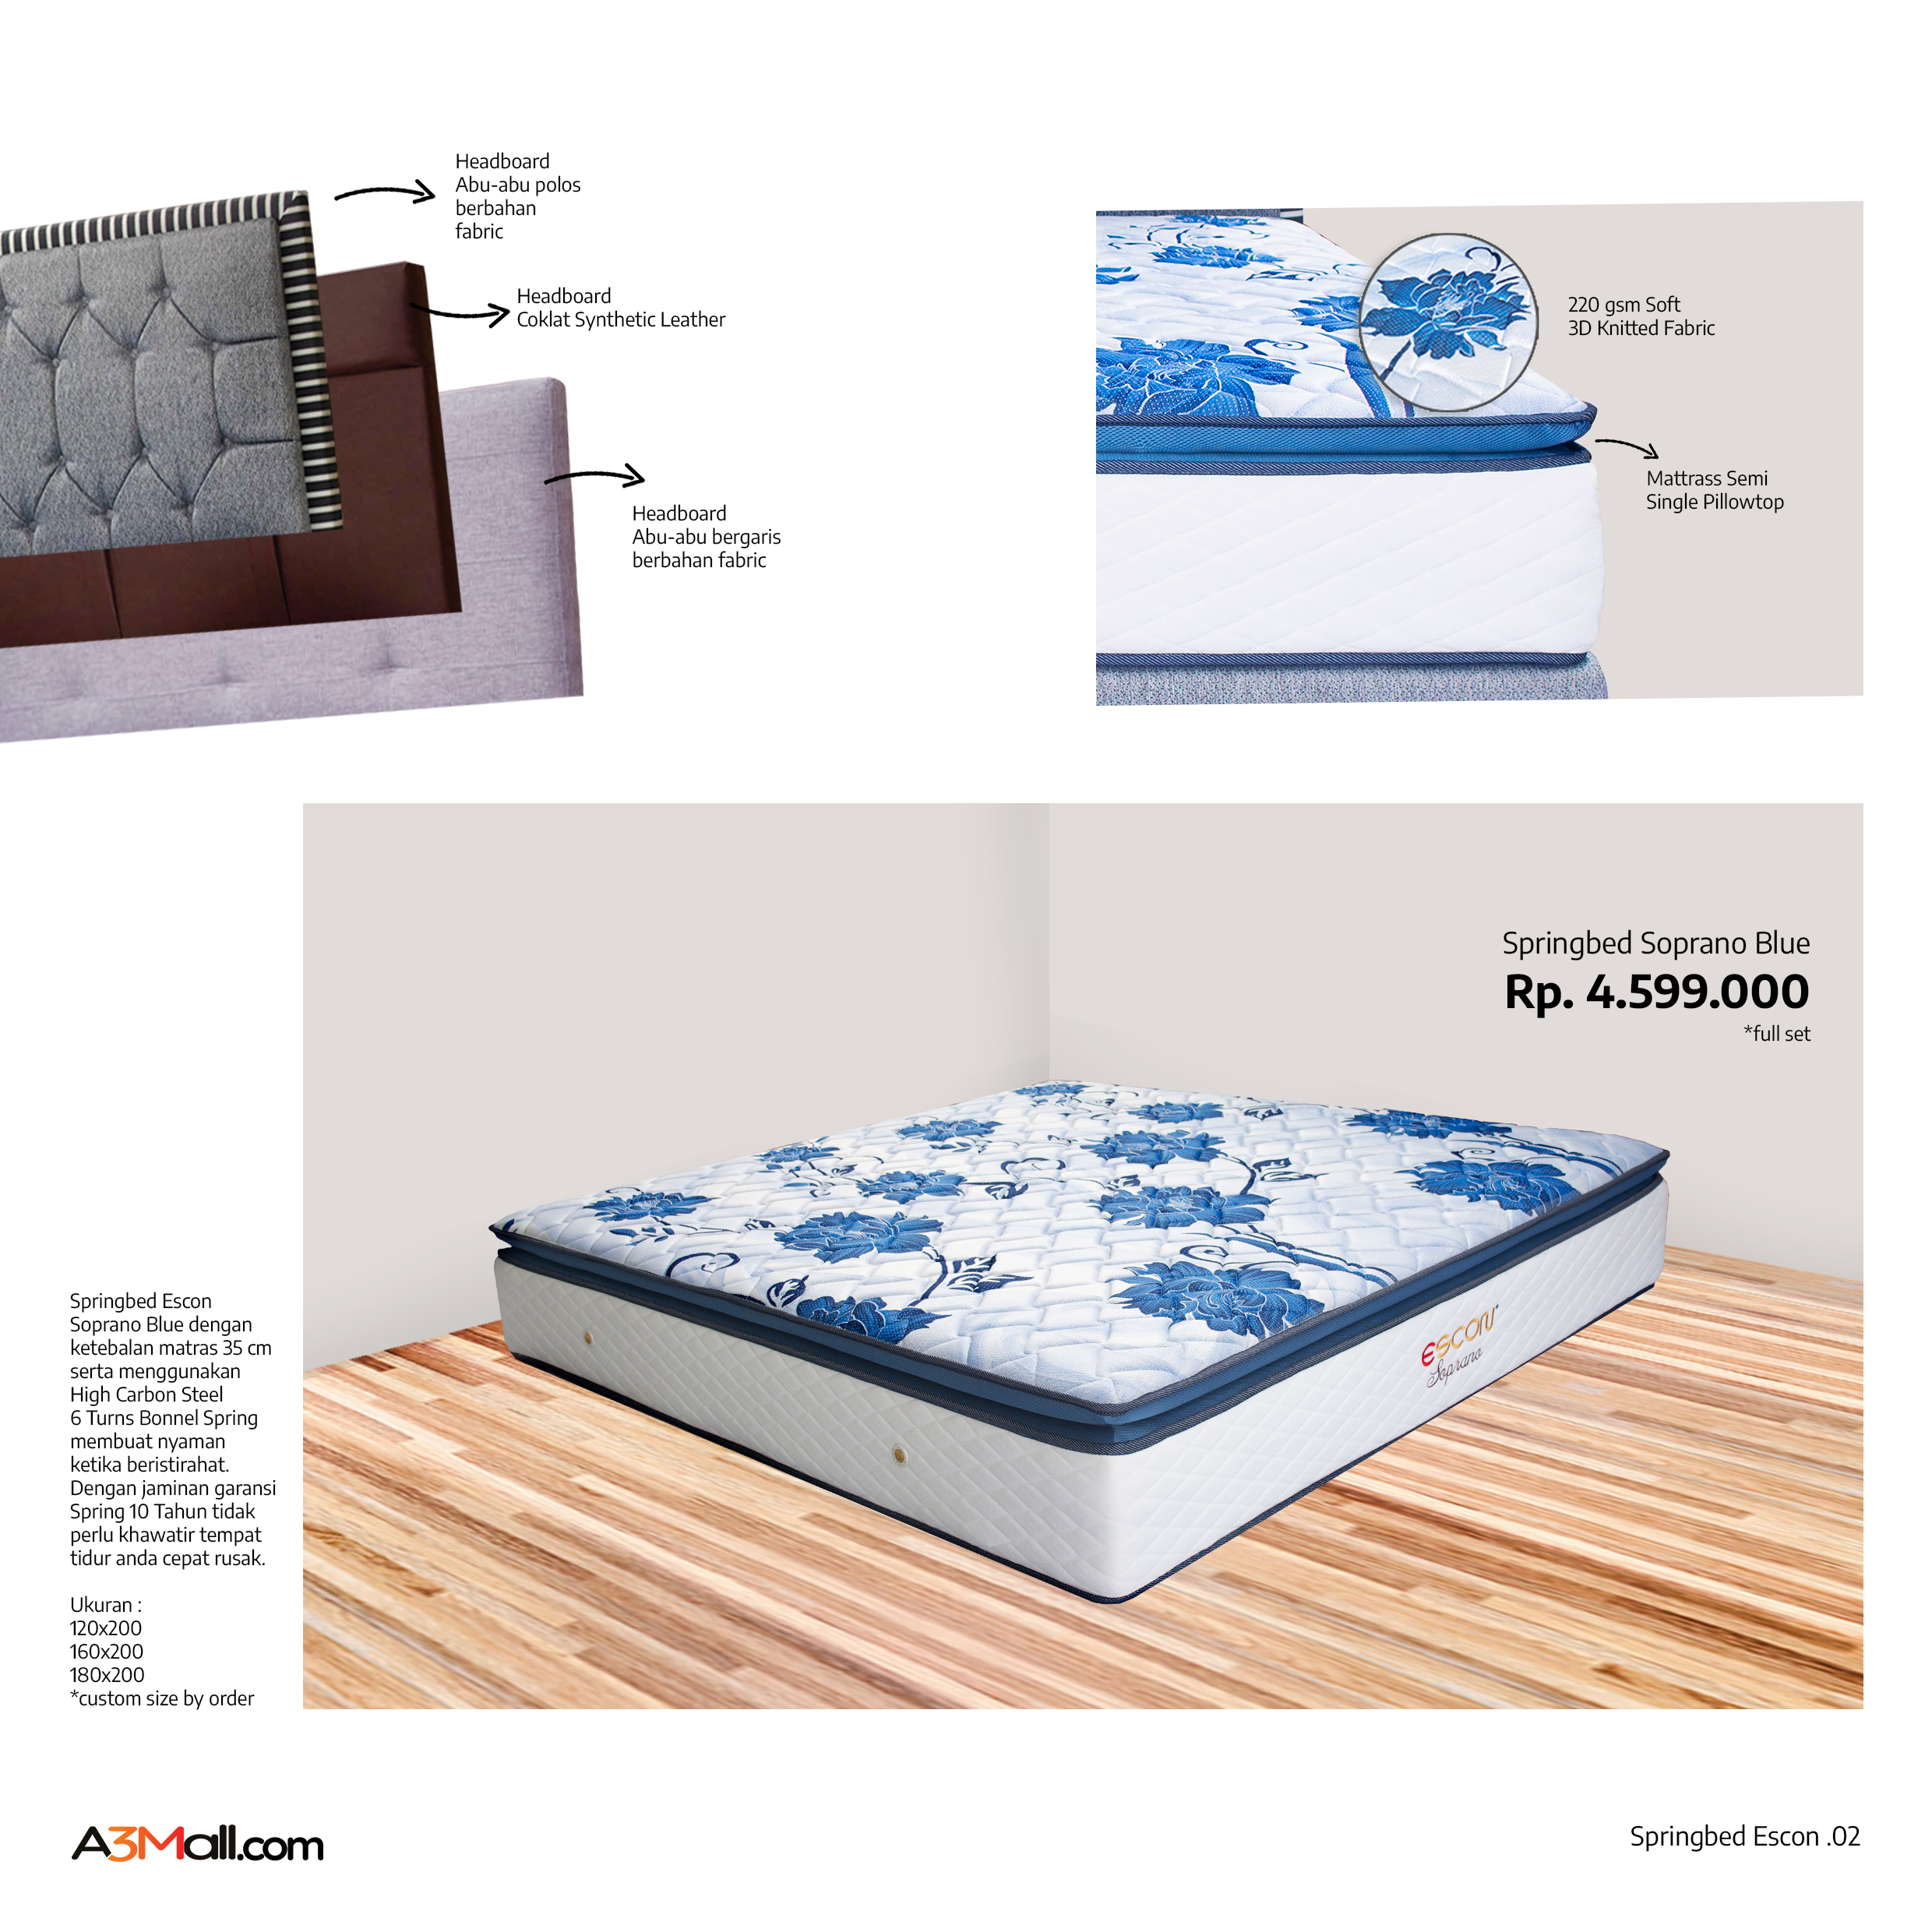 Headboard
Abu-abu polos
berbahan
fabric
Headboard
Coklat Synthetic Leather
Headboard
Abu-abu bergaris
berbahan fabric
220 gsm Soft
3D Knitted Fabric
Mattrass Semi
Single Pillowtop
Springbed Soprano Blue
Rp. 4.599.000
*full set
escon
Soprano
Springbed Escon
Soprano Blue dengan
ketebalan matras 35 cm
serta menggunakan
High Carbon Steel
6 Turns Bonnel Spring
membuat nyaman
ketika beristirahat.
Dengan jaminan garansi
Spring 10 Tahun tidak
perlu khawatir tempat
tidur anda cepat rusak.
Ukuran :
120x200
160x200
180x200
*custom size by order
A3Mall.com
Springbed Escon .02